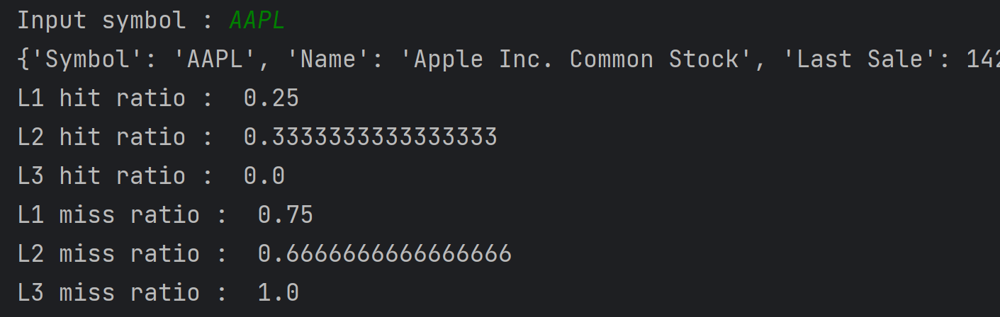 Input symbol : AAPL
{'Symbol': 'AAPL', 'Name': 'Apple Inc. Common Stock', 'Last Sale': 142
L1 hit ratio :  0.25
L2 hit ratio :  0.3333333333333333
L3 hit ratio :  0.0
L1 miss ratio :  0.75
L2 miss ratio :  0.6666666666666666
L3 miss ratio :  1.0